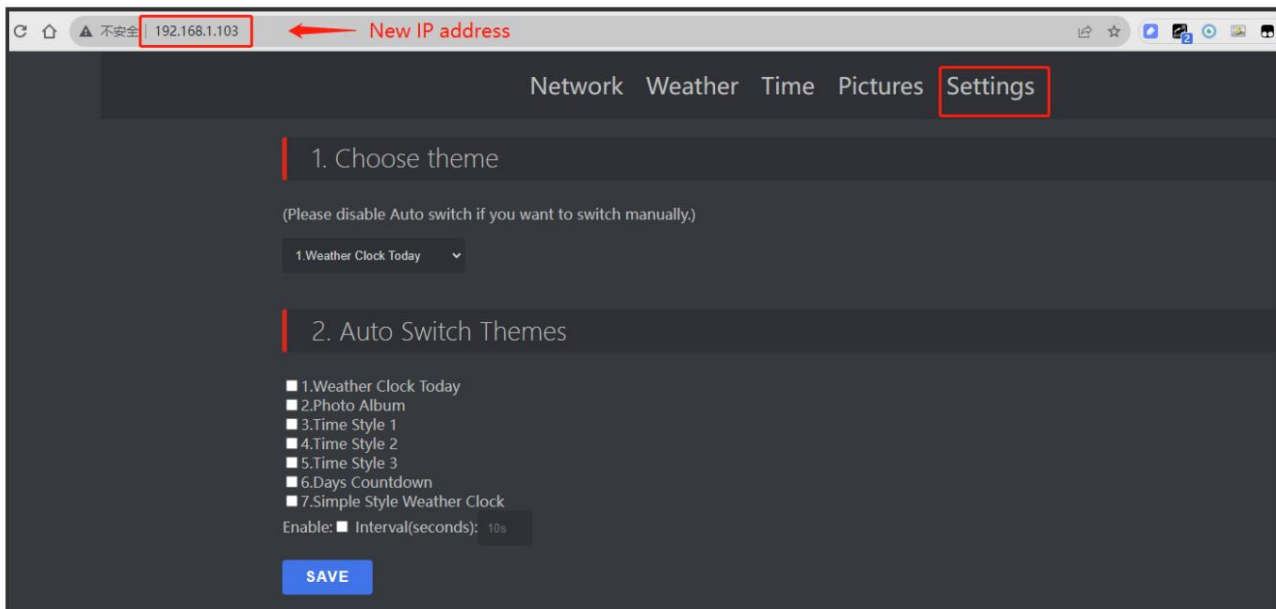 不安全 192.168.1.103 New IP address 2
Network Weather Time Pictures Settings
1. Choose theme
(Please disable Auto switch if you want to switch manually.)
1.Weather Clock Today
2. Auto Switch Themes
1.Weather Clock Today
2.Photo Album
3.Time Style 1
4.Time Style 2
5.Time Style 3
6.Days Countdown
7.Simple Style Weather Clock
Enable: Interval(seconds): 10s
SAVE